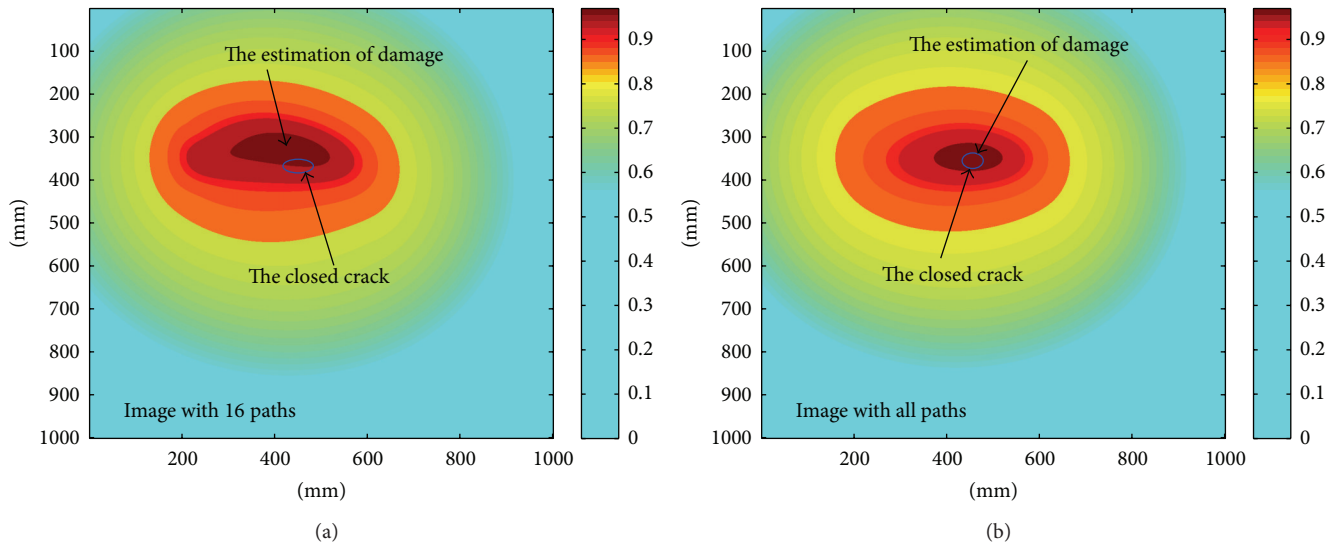 100
200
300
400
500
600
700
800
900
1000
(mm)
The estimation of damage
The closed crack
Image with 16 paths
200 400 600 800 1000
(mm)
0.9
0.8
0.7
0.6
0.5
0.4
0.3
0.2
0.1
0
(a)
100
200
300
400
500
600
700
800
900
1000
(mm)
The estimation of damage
The closed crack
Image with all paths
200 400 600 800 1000
(mm)
0.9
0.8
0.7
0.6
0.5
0.4
0.3
0.2
0.1
0
(b)